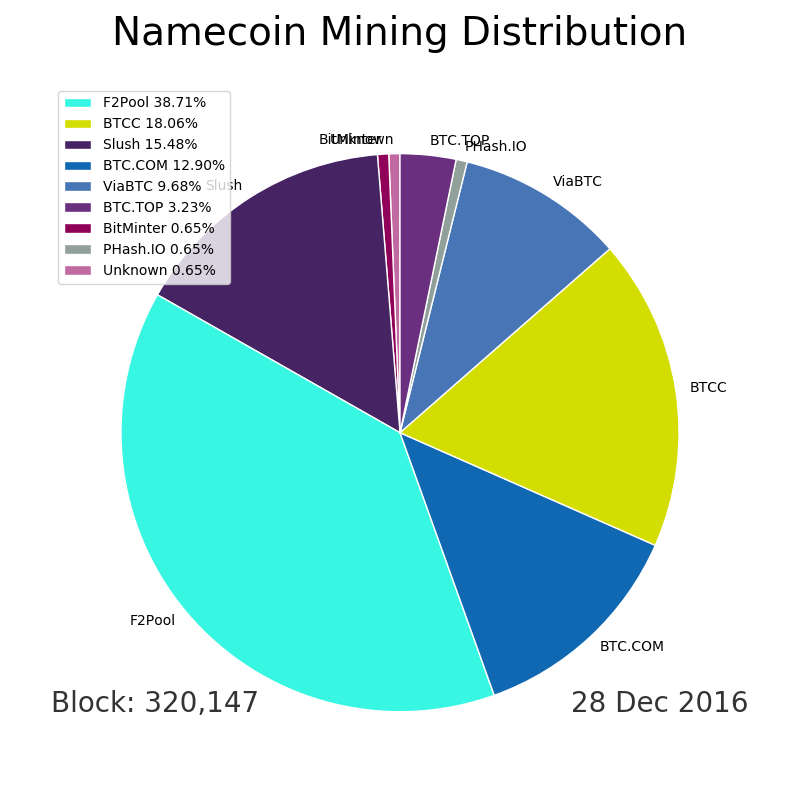 Namecoin Mining Distribution
F2Pool 38.71%
BTCC 18.06%
Slush 15.48%
BTC.COM 12.90%
ViaBTC 9.68%
BTC.TOP 3.23%
BitMinter 0.65%
PHash.IO 0.65%
Unknown 0.65%
BitMinter
Unknown
BTC.TOP
PHash.IO
ViaBTC
Slush
BTCC
F2Pool
BTC.COM
Block: 320,147
28 Dec 2016